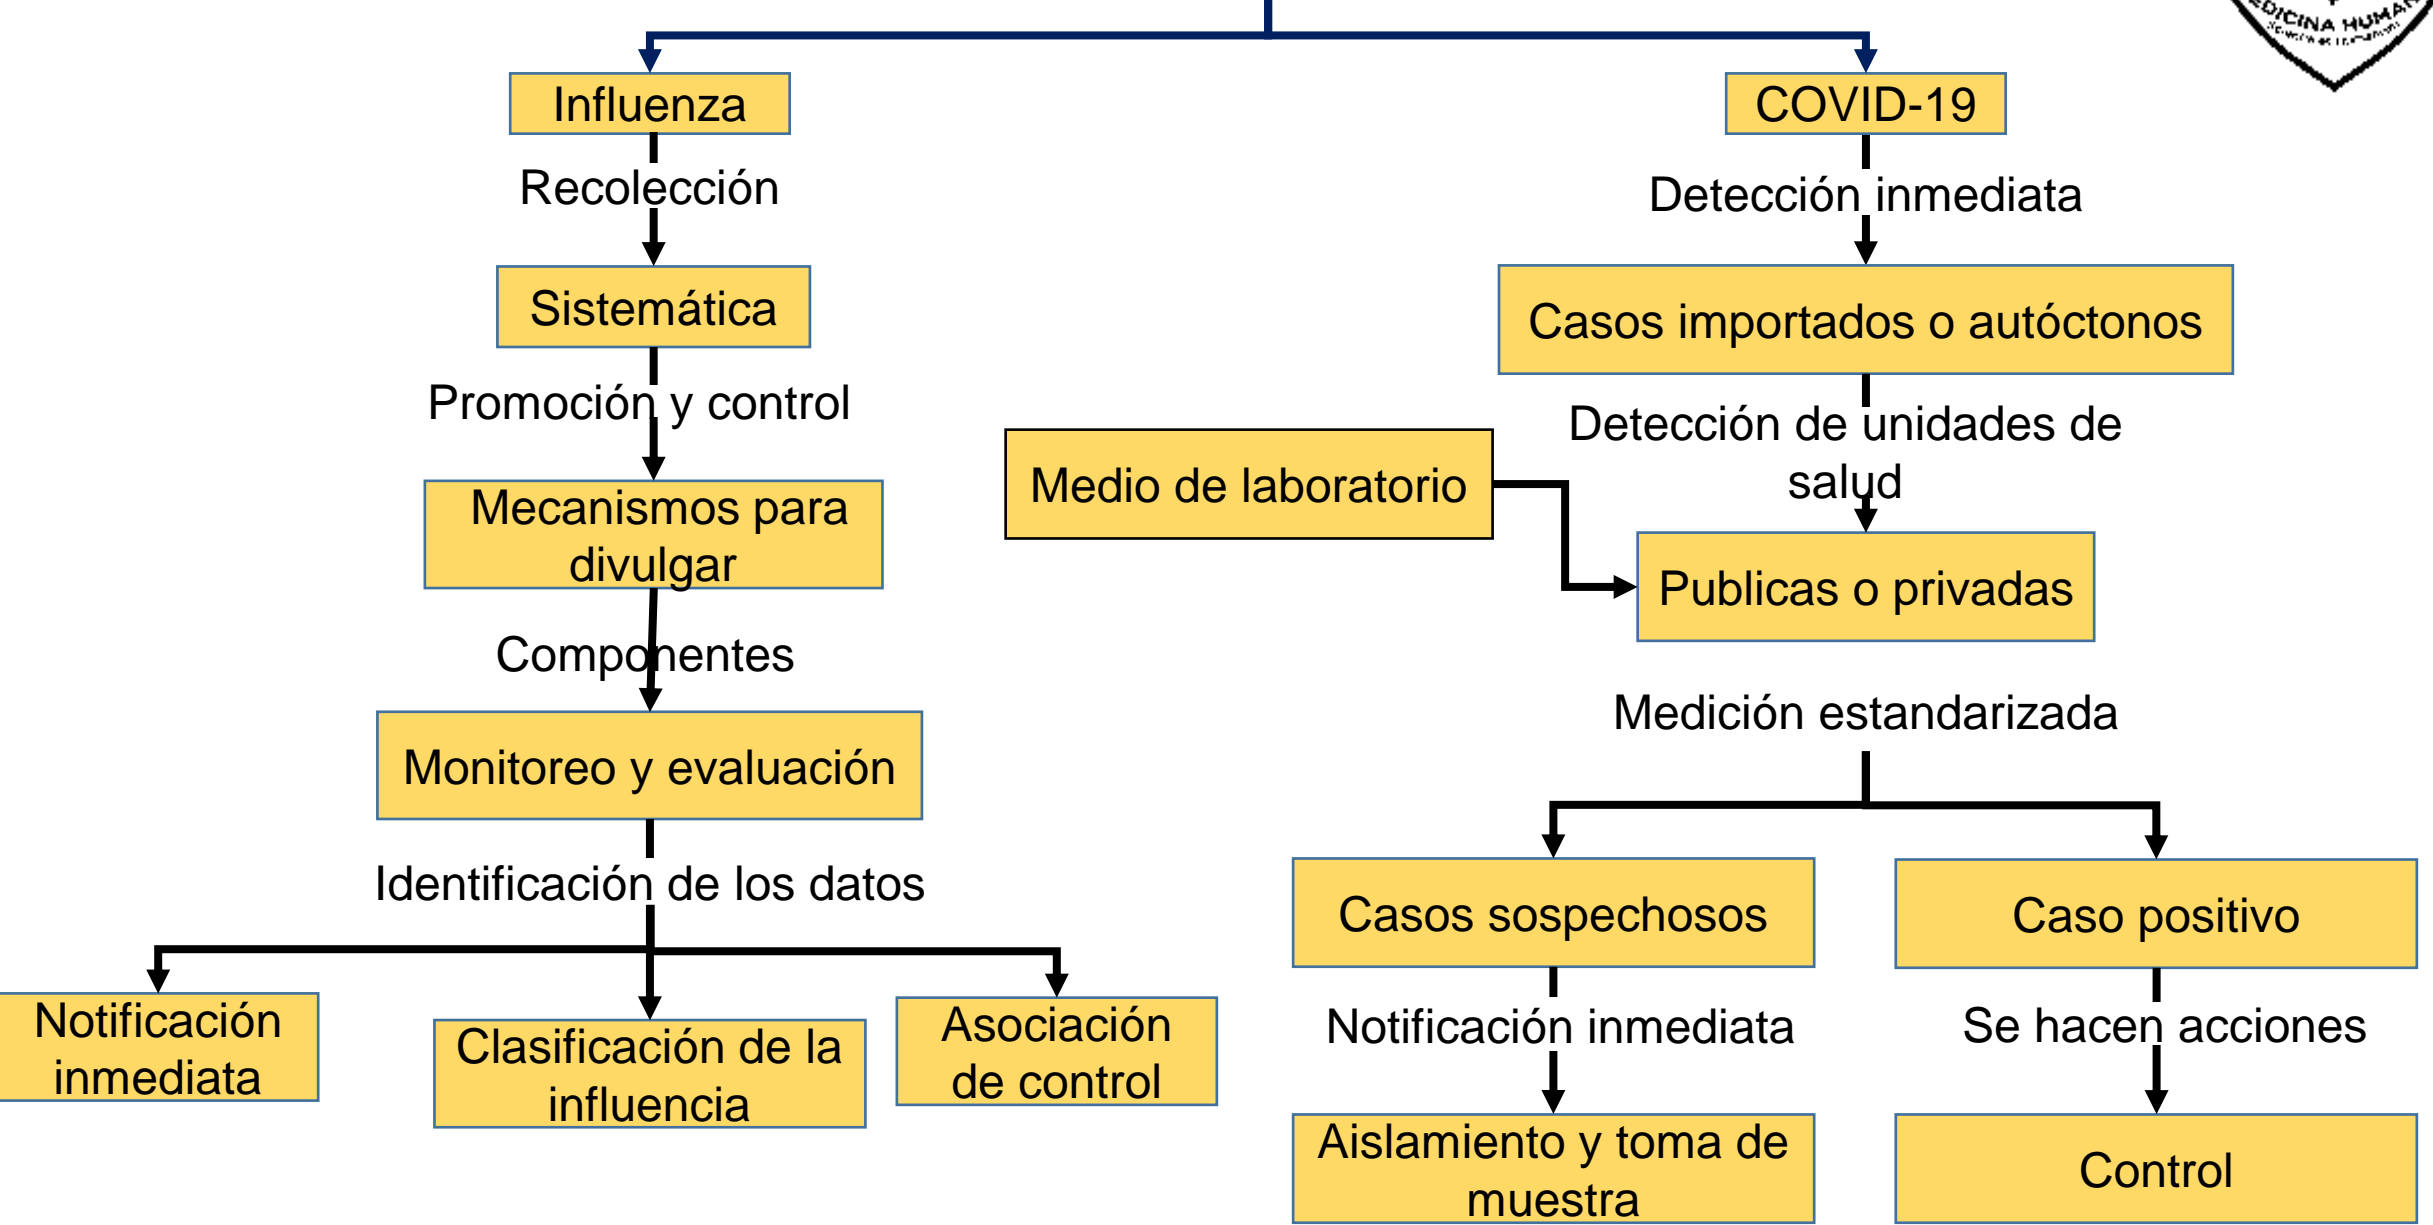 MEDICINA HUMANA
Influenza
Recolección
Sistemática
Promoción y control
Mecanismos para
divulgar
Componentes
Monitoreo y evaluación
Identificación de los datos
Notificación
inmediata
Clasificación de la
influencia
Asociación
de control
COVID-19
Detección inmediata
Casos importados o autóctonos
Detección de unidades de
salud
Medio de laboratorio
Publicas o privadas
Medición estandarizada
Casos sospechosos
Notificación inmediata
Aislamiento y toma de
muestra
Caso positivo
Se hacen acciones
Control